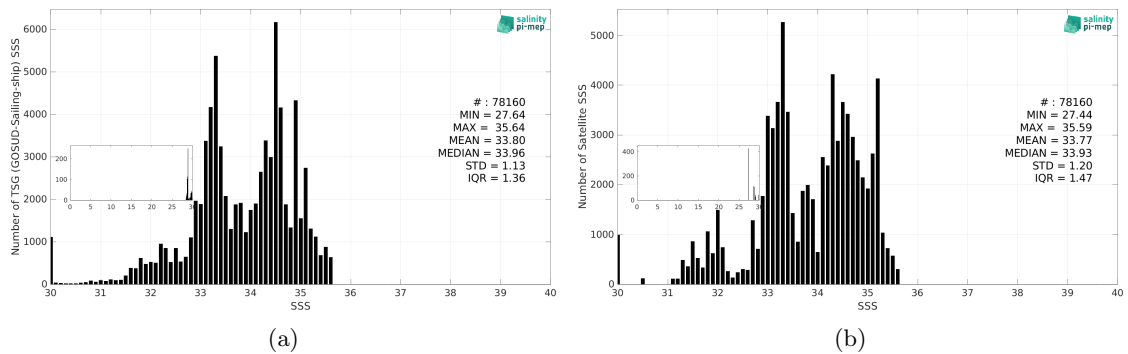 Number of TSG (GOSUD-Sailing-ship) SSS
6000
5000
4000
3000
2000
1000
0
30 31 32 33 34 35 36 37 38 39 40
SSS
200
100
0
0 5 10 15 20 25 30
salinity
pi-mep
# : 78160
MIN = 27.64
MAX = 35.64
MEAN = 33.80
MEDIAN = 33.96
STD = 1.13
IQR = 1.36
(a)
Number of Satellite SSS
5000
4000
3000
2000
1000
0
30 31 32 33 34 35 36 37 38 39 40
SSS
400
200
0
0 5 10 15 20 25 30
salinity
pi-mep
# : 78160
MIN = 27.44
MAX = 35.59
MEAN = 33.77
MEDIAN = 33.93
STD = 1.20
IQR = 1.47
(b)